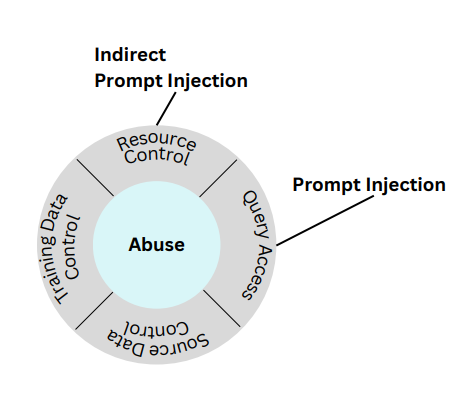 Indirect
Prompt Injection
Resource
Control
Prompt Injection
Query Access
Training Data
Control
Abuse
Source Data
Control